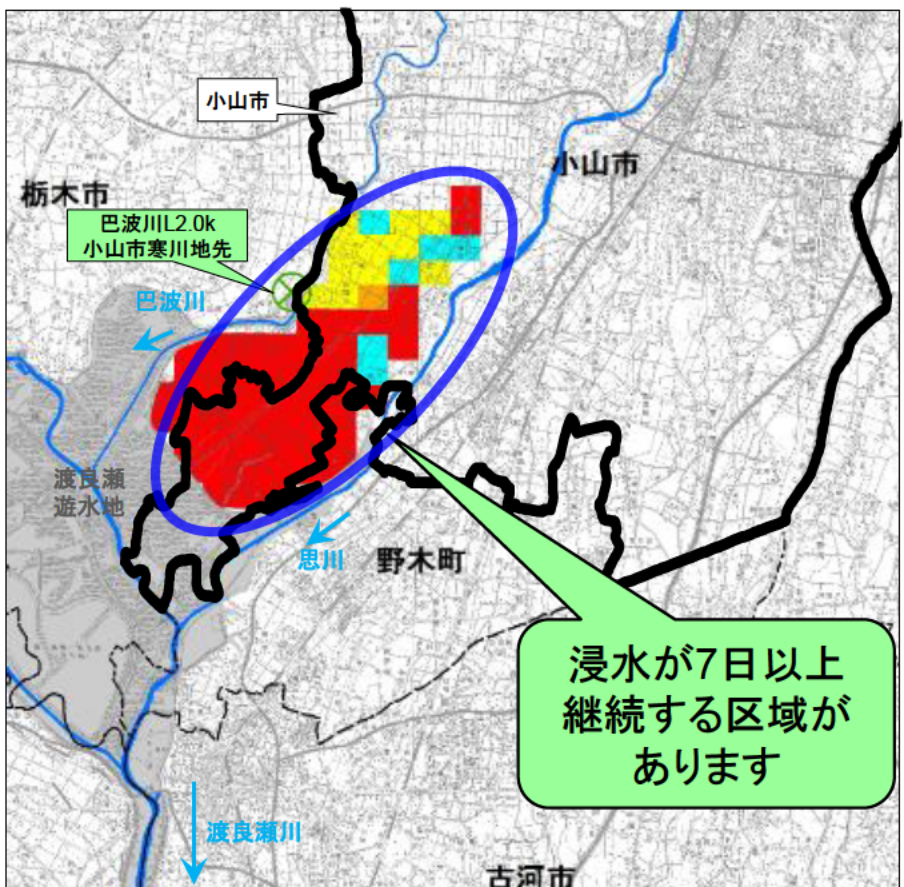 小山市
小山市
栃木市
巴波川L2.0k
小山市寒川地先
巴波川
渡良瀬
遊水地
思川
野木町
浸水が7日以上
継続する区域が
あります
渡良瀬川
古河市